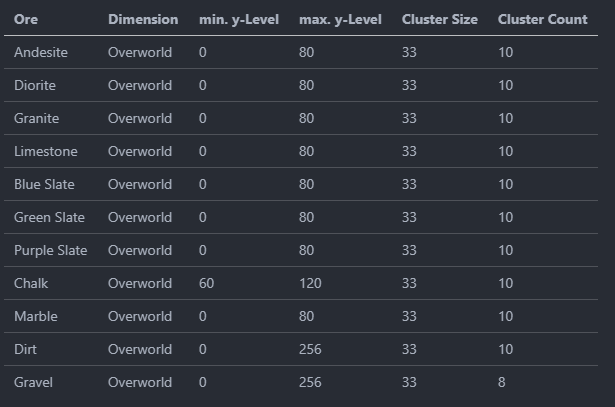 Ore Dimension min. y-Level max. y-Level Cluster Size Cluster Count
Andesite Overworld 0 80 33 10
Diorite Overworld 0 80 33 10
Granite Overworld 0 80 33 10
Limestone Overworld 0 80 33 10
Blue Slate Overworld 0 80 33 10
Green Slate Overworld 0 80 33 10
Purple Slate Overworld 0 80 33 10
Chalk Overworld 60 120 33 10
Marble Overworld 0 80 33 10
Dirt Overworld 0 256 33 10
Gravel Overworld 0 256 33 8